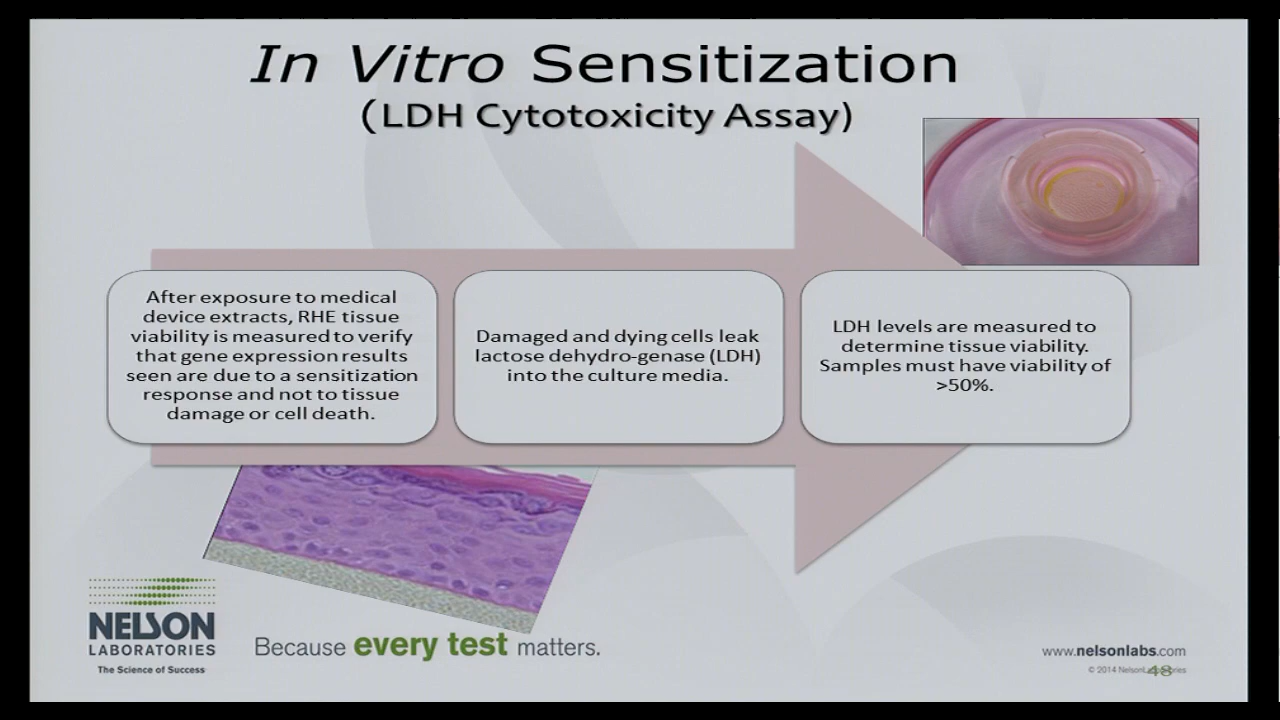 In Vitro Sensitization
(LDH Cytotoxicity Assay)
After exposure to medical
device extracts, RHE tissue
viability is measured to verify
that gene expression results
seen are due to a sensitization
response and not to tissue
damage or cell death.
Damaged and dying cells leak
lactose dehydro-genase (LDH)
into the culture media.
LDH levels are measured to
determine tissue viability.
Samples must have viability of
>50%.
NELSON
LABORATORIES
The Science of Success
Because every test matters.
www.nelsonlabs.com
© 2014 Nelson Laboratories
48